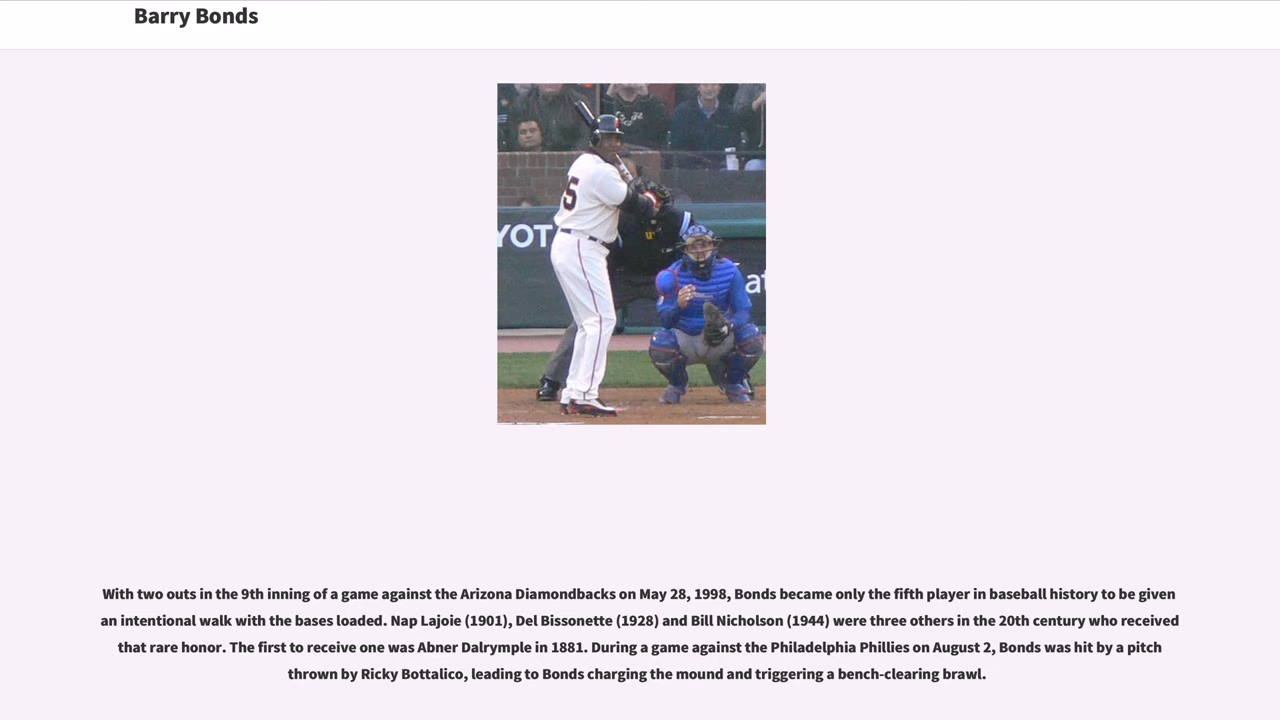 Barry Bonds
5
YOT
at
With two outs in the 9th inning of a game against the Arizona Diamondbacks on May 28, 1998, Bonds became only the fifth player in baseball history to be given
an intentional walk with the bases loaded. Nap Lajoie (1901), Del Bissonette (1928) and Bill Nicholson (1944) were three others in the 20th century who received
that rare honor. The first to receive one was Abner Dalrymple in 1881. During a game against the Philadelphia Phillies on August 2, Bonds was hit by a pitch
thrown by Ricky Bottalico, leading to Bonds charging the mound and triggering a bench-clearing brawl.